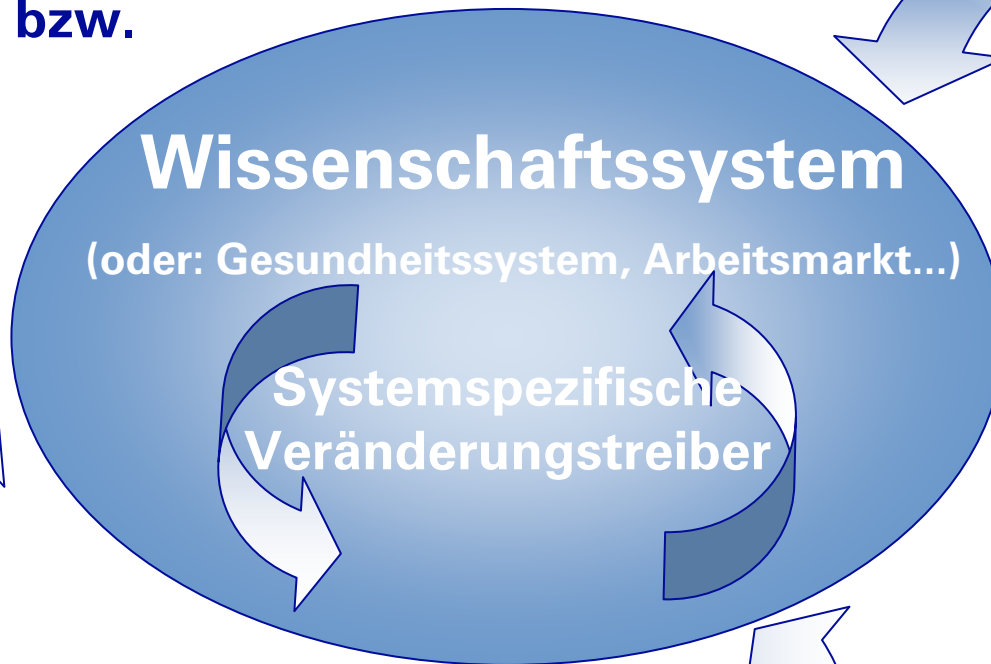 bzw.
Wissenschaftssystem
(oder: Gesundheitssystem, Arbeitsmarkt...)
Systemspezifische
Veränderungstreiber